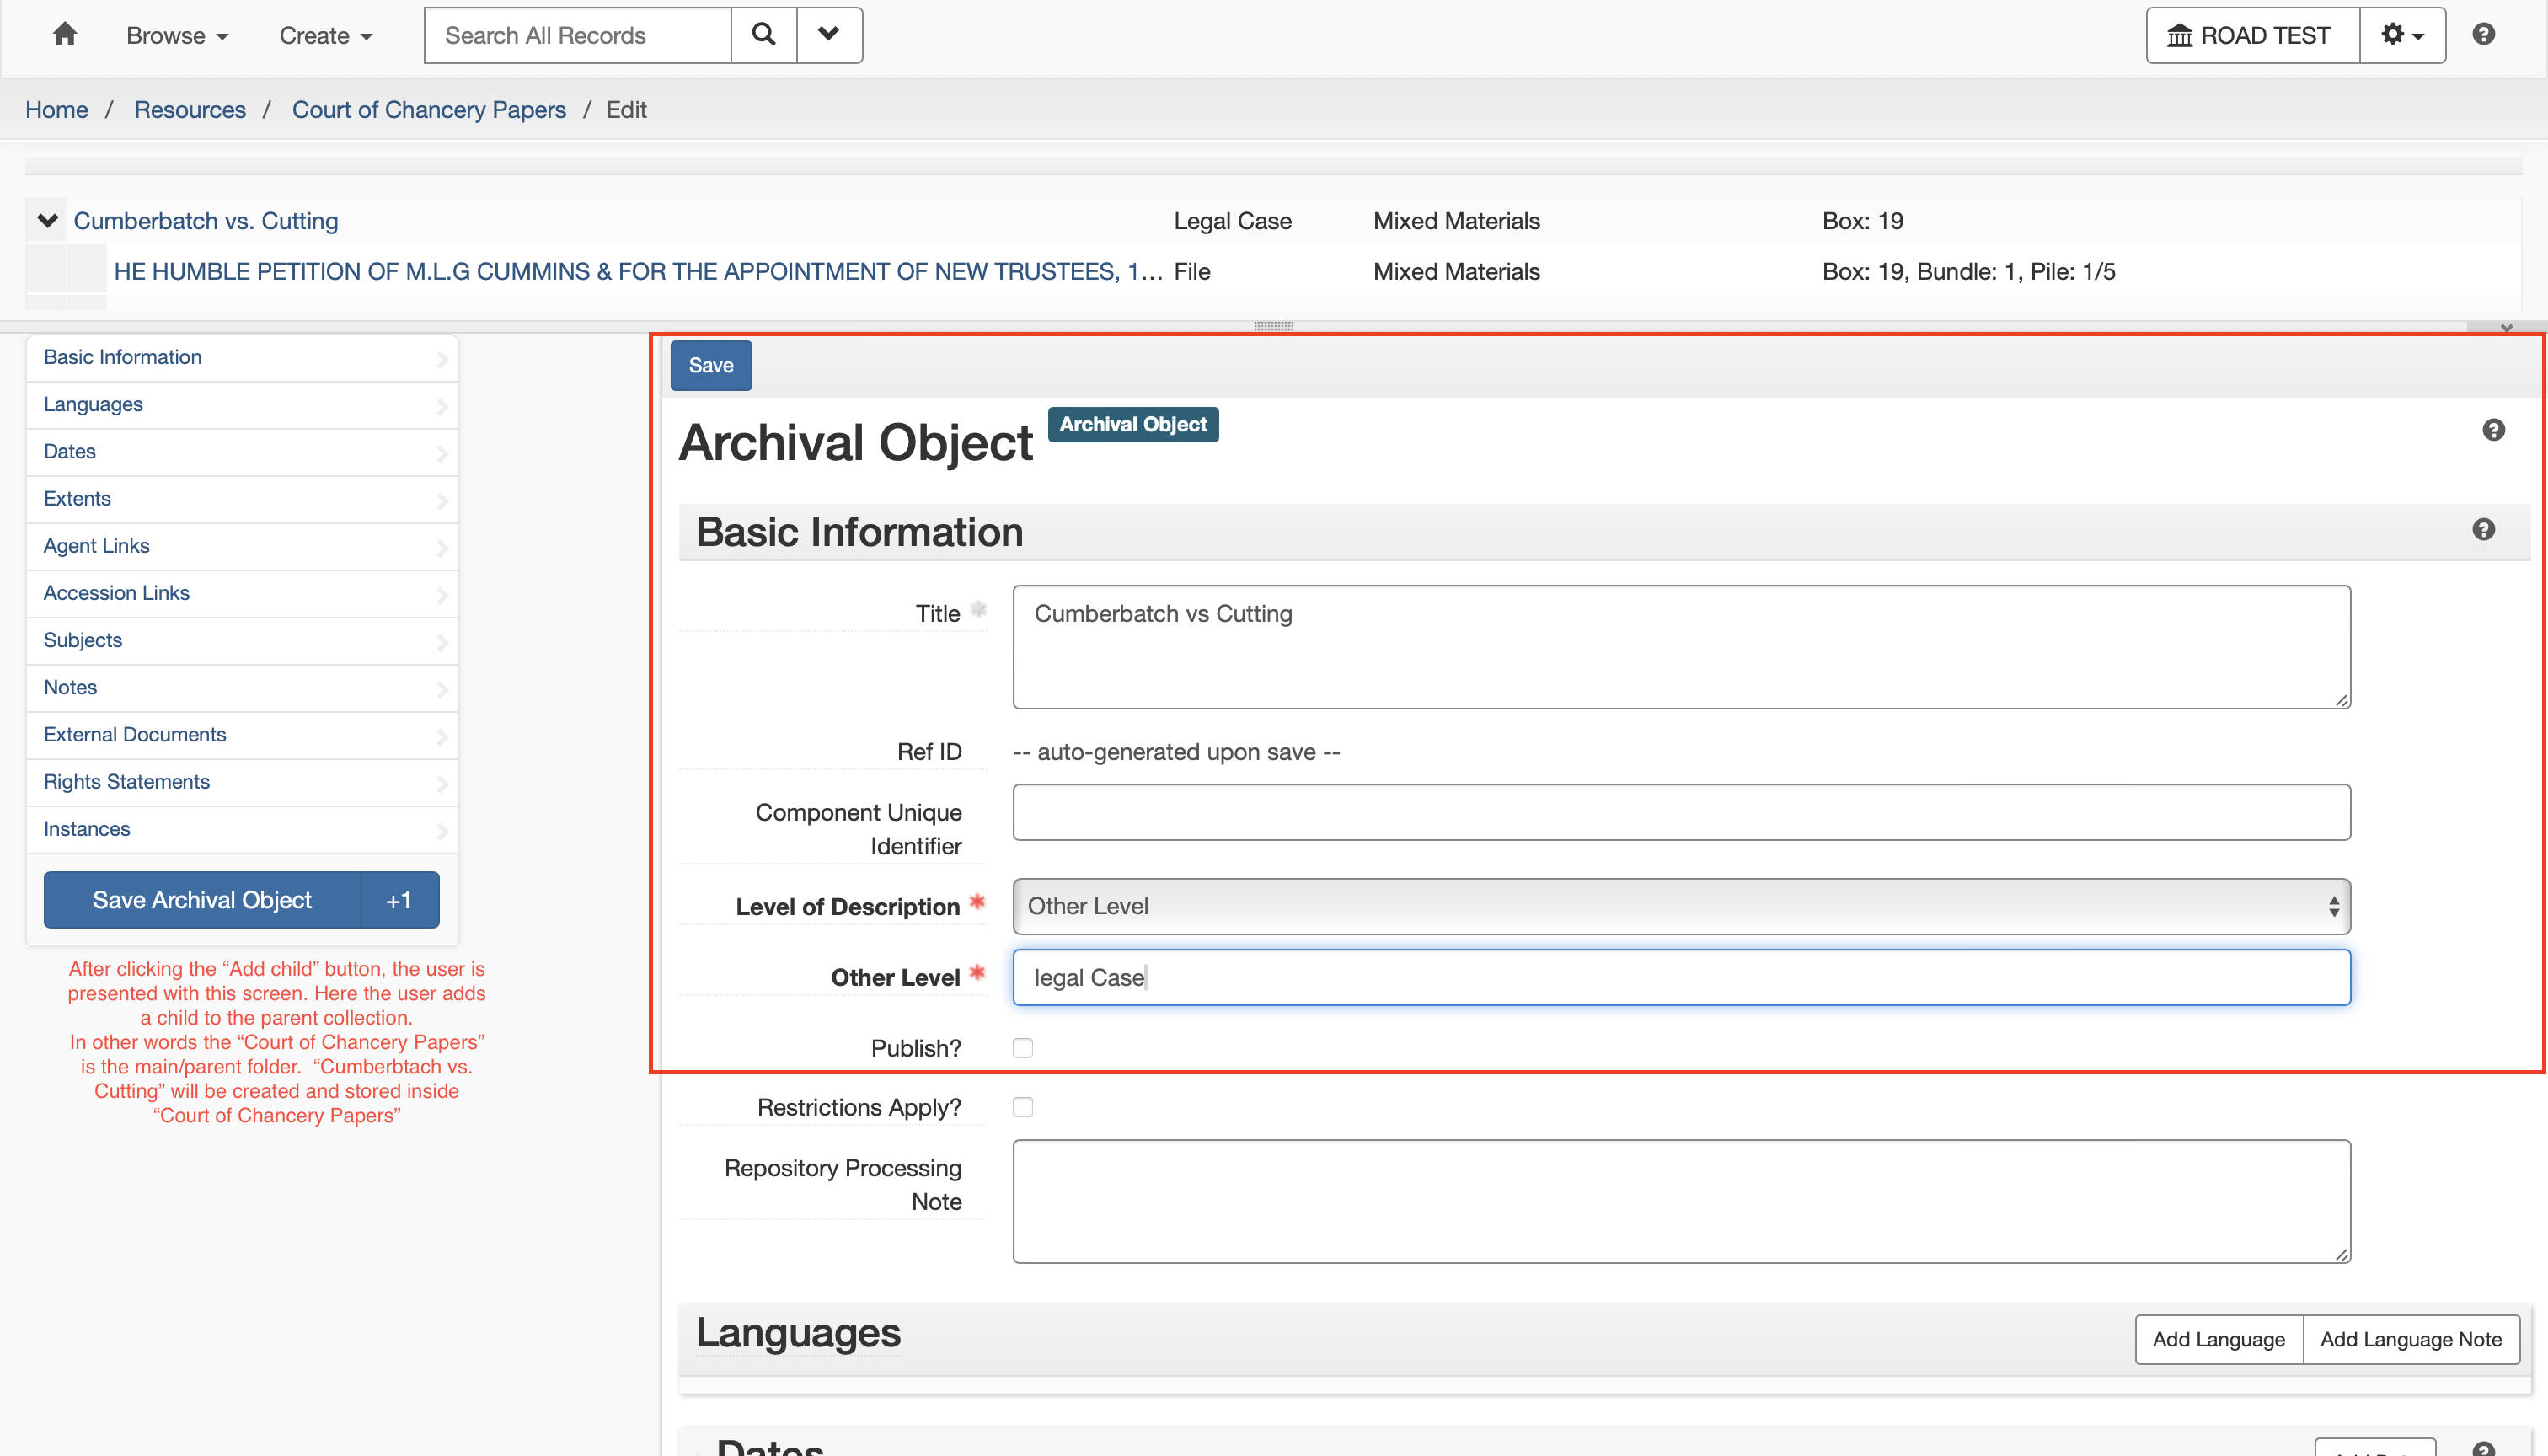 Browse Create Search All Records ROAD TEST
Home / Resources / Court of Chancery Papers / Edit
Cumberbatch vs. Cutting Legal Case Mixed Materials Box: 19
HE HUMBLE PETITION OF M.L.G CUMMINS & FOR THE APPOINTMENT OF NEW TRUSTEES, 1... File Mixed Materials Box: 19, Bundle: 1, Pile: 1/5
Basic Information
Languages
Dates
Extents
Agent Links
Accession Links
Subjects
Notes
External Documents
Rights Statements
Instances
Save Archival Object +1
After clicking the “Add child” button, the user is
presented with this screen. Here the user adds
a child to the parent collection.
In other words the “Court of Chancery Papers”
is the main/parent folder. “Cumberbtach vs.
Cutting” will be created and stored inside
“Court of Chancery Papers”
Save
Archival Object Archival Object
Basic Information
Title * Cumberbatch vs Cutting
Ref ID -- auto-generated upon save --
Component Unique
Identifier
Level of Description * Other Level
Other Level * legal Case
Publish?
Restrictions Apply?
Repository Processing
Note
Languages Add Language Add Language Note
Dates